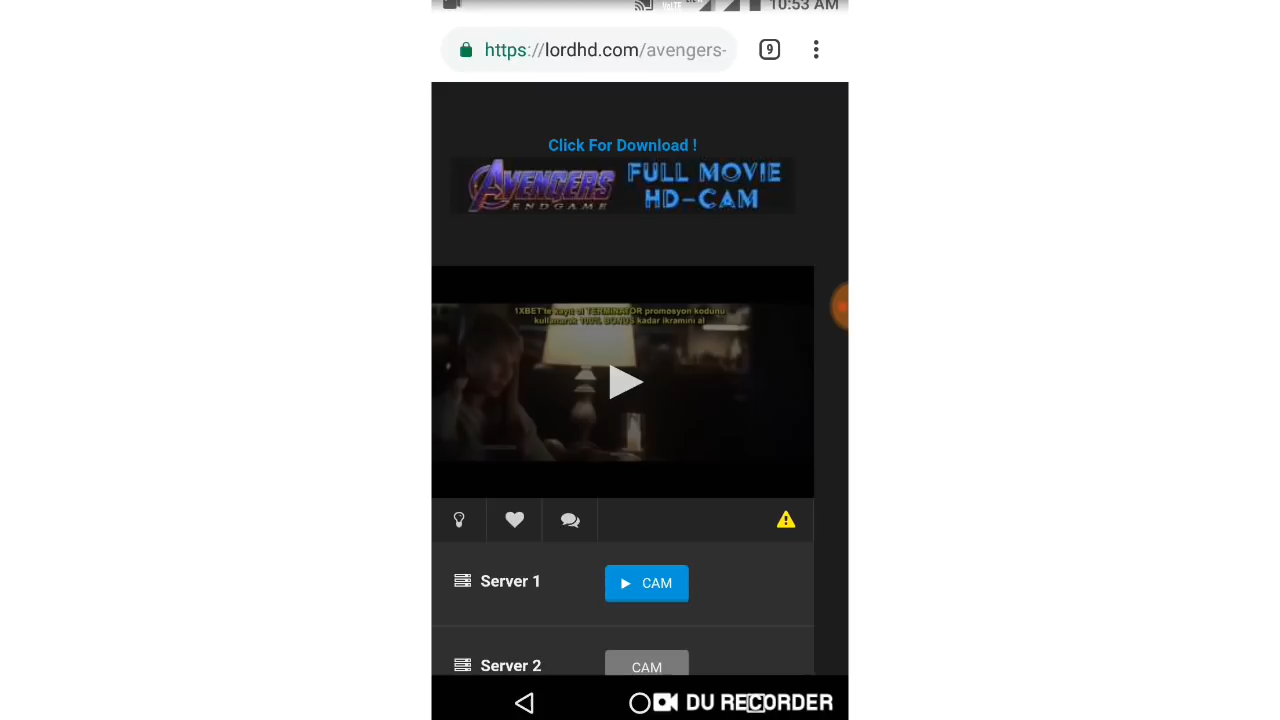 VoLTE 10:53 AM
https://lordhd.com/avengers- 9
Click For Download !
AVENGERS FULL MOVIE
ENDGAME HD-CAM
1XBET'te kayıt ol TERMINATOR promosyon kodunu
kullanarak 100% BONUS kadar ikramını al
Server 1 CAM
Server 2 CAM
DU RECORDER